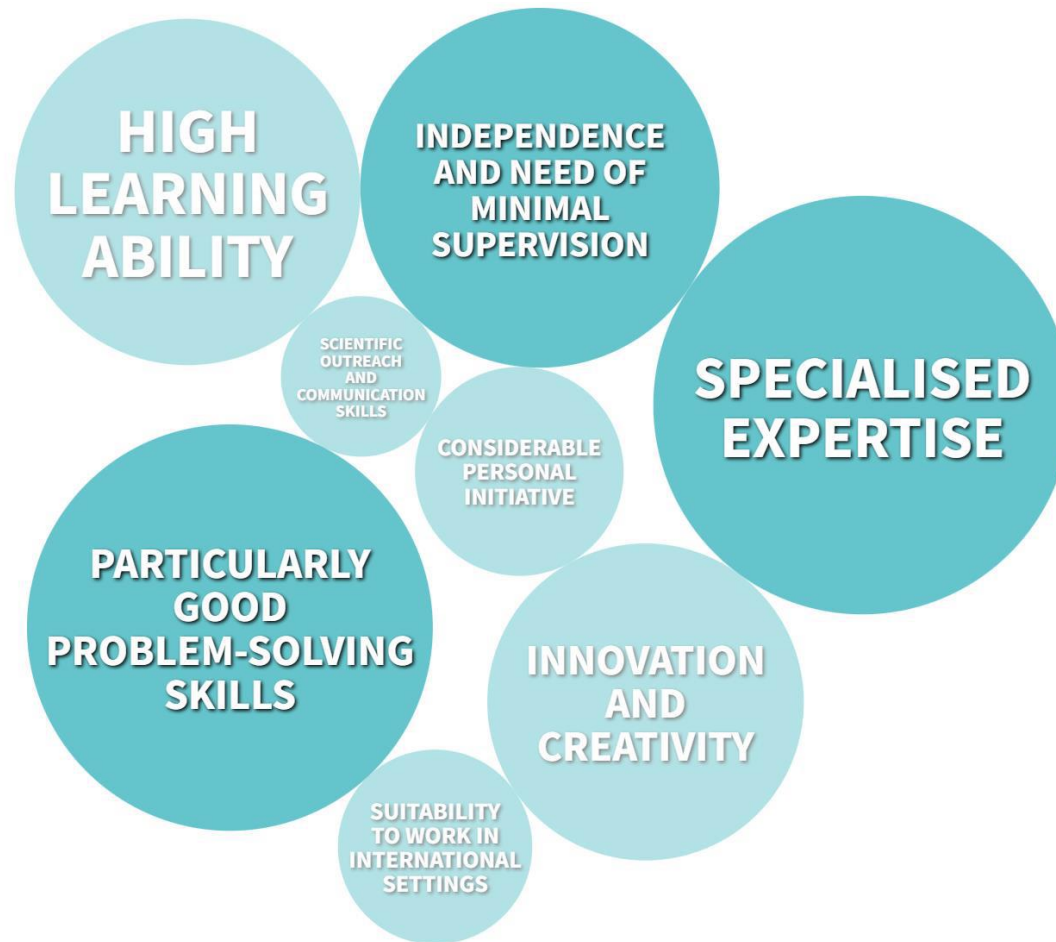 HIGH
LEARNING
ABILITY
INDEPENDENCE
AND NEED OF
MINIMAL
SUPERVISION
SPECIALISED
EXPERTISE
SCIENTIFIC
OUTREACH
AND
COMMUNICATION
SKILLS
CONSIDERABLE
PERSONAL
INITIATIVE
PARTICULARLY
GOOD
PROBLEM-SOLVING
SKILLS
INNOVATION
AND
CREATIVITY
SUITABILITY
TO WORK IN
INTERNATIONAL
SETTINGS